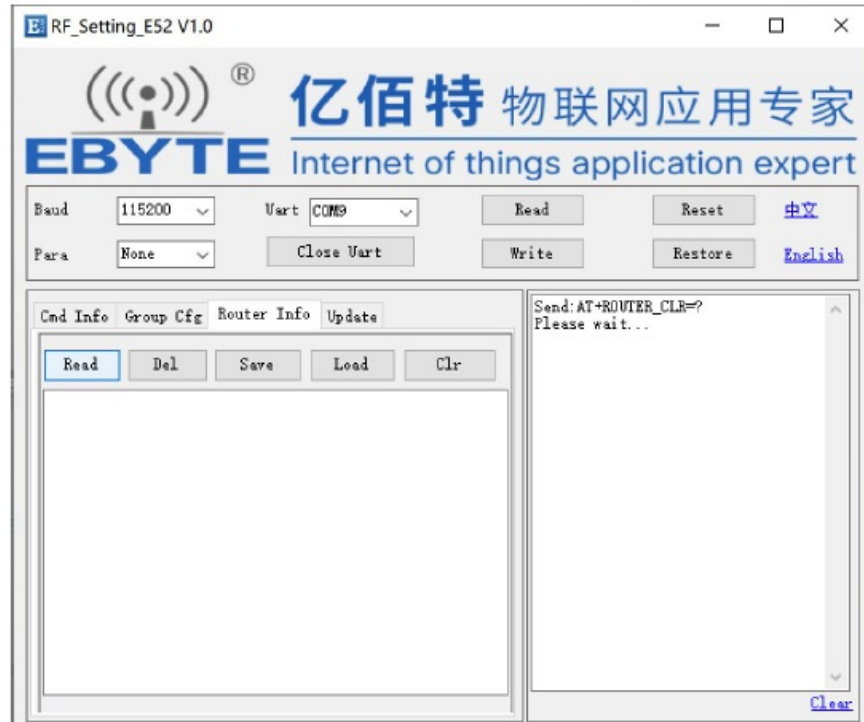 RF_Setting_E52 V1.0
®
亿佰特 物联网应用专家
EBYTE Internet of things application expert
Baud 115200 Uart COM9 Read Reset 中文
Para None Close Uart Write Restore English
Cmd Info Group Cfg Router Info Update
Read Del Save Load Clr
Send:AT+ROUTER_CLR=?
Please wait...
Clear